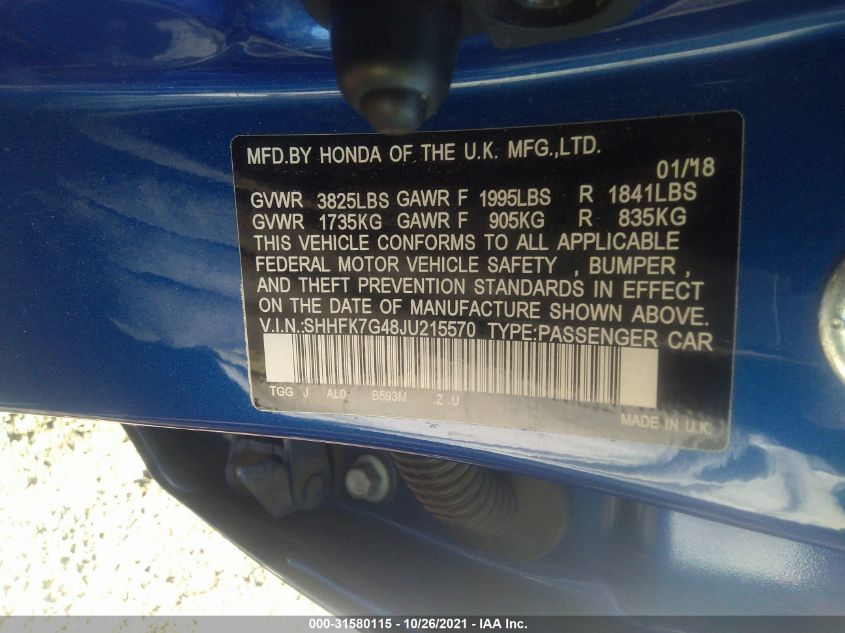 MFD.BY HONDA OF THE U.K. MFG.,LTD.
01/'18
GVWR 3825LBS GAWR F 1995LBS R 1841LBS
GVWR 1735KG GAWR F 905KG R 835KG
THIS VEHICLE CONFORMS TO ALL APPLICABLE
FEDERAL MOTOR VEHICLE SAFETY , BUMPER ,
AND THEFT PREVENTION STANDARDS IN EFFECT
ON THE DATE OF MANUFACTURE SHOWN ABOVE.
V.I.N.:SHHFK7G48JU215570 TYPE:PASSENGER CAR
TGG J AL0 B593M .Z .U
MADE IN U.K.
000-31580115 - 10/26/2021 - IAA Inc.